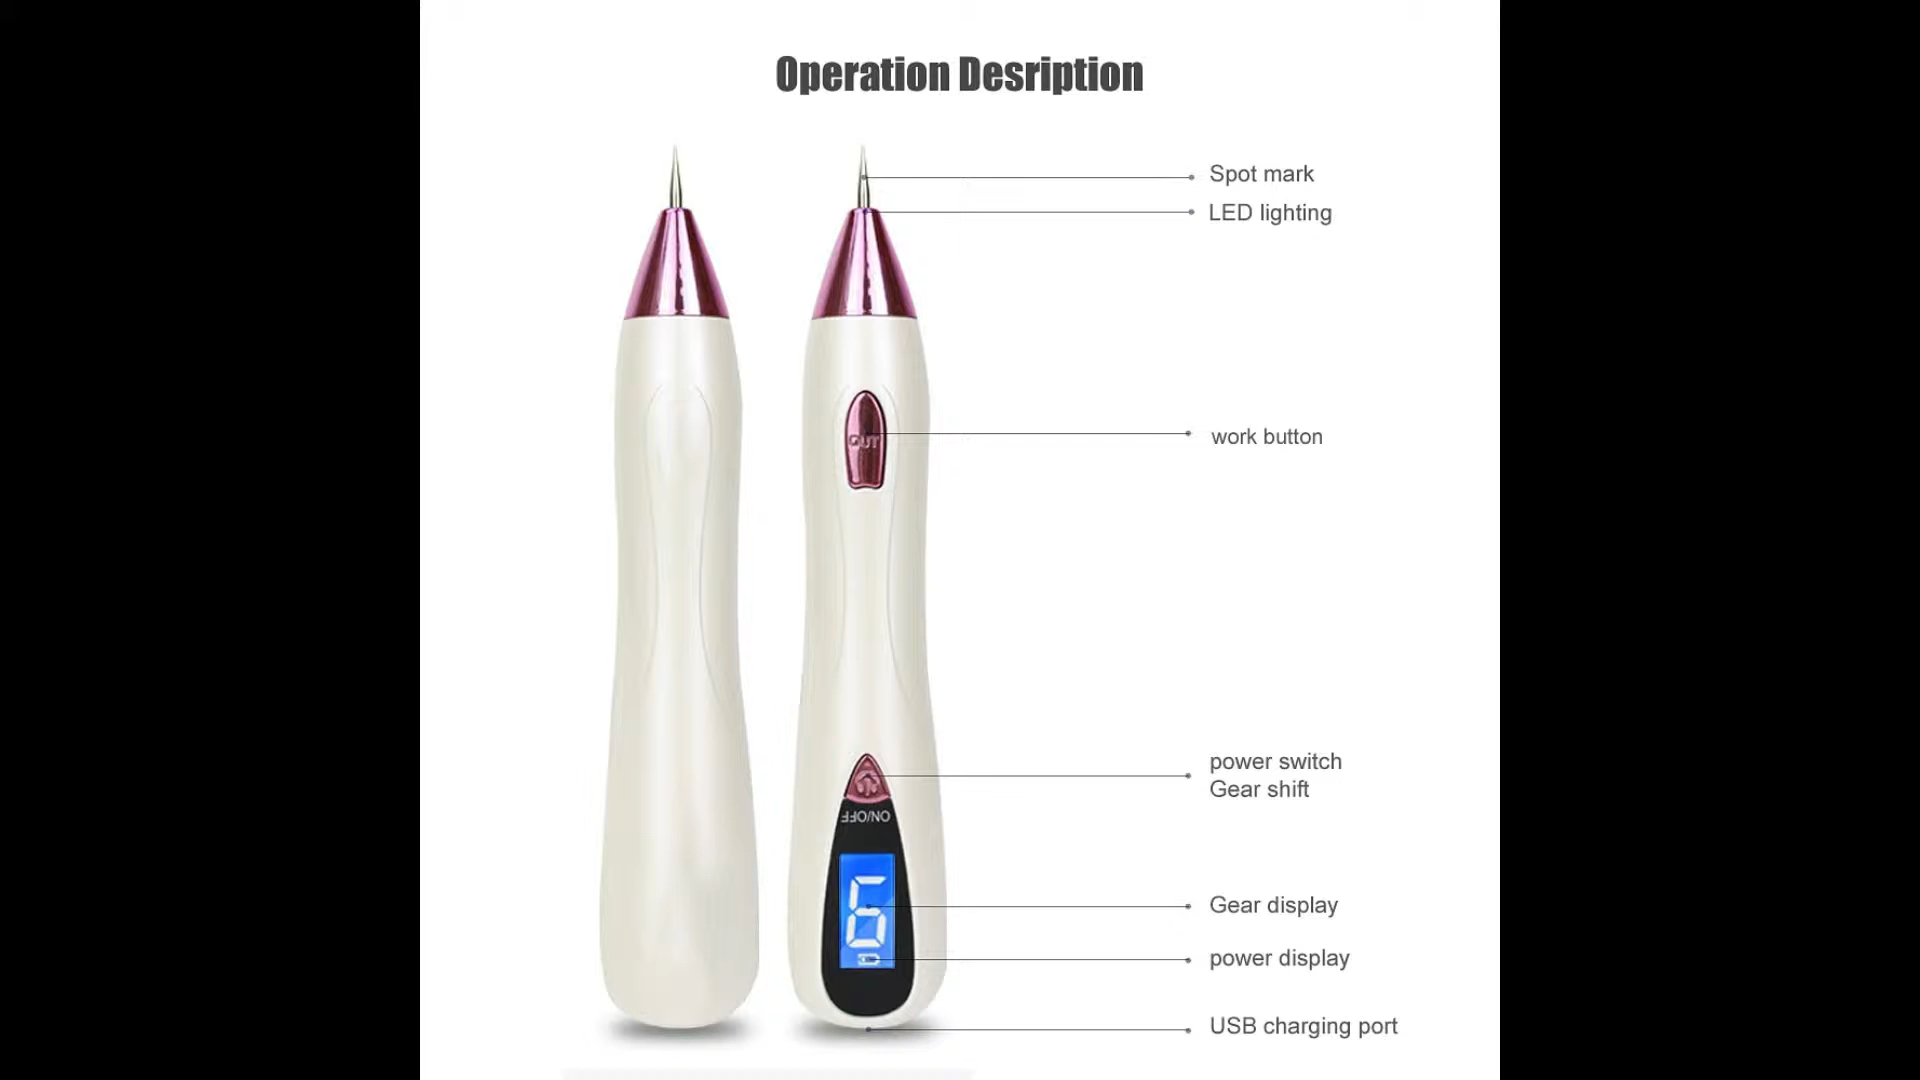 Operation Desription
Spot mark
LED lighting
OUT
work button
power switch
Gear shift
ON/OFF
6
Gear display
power display
USB charging port